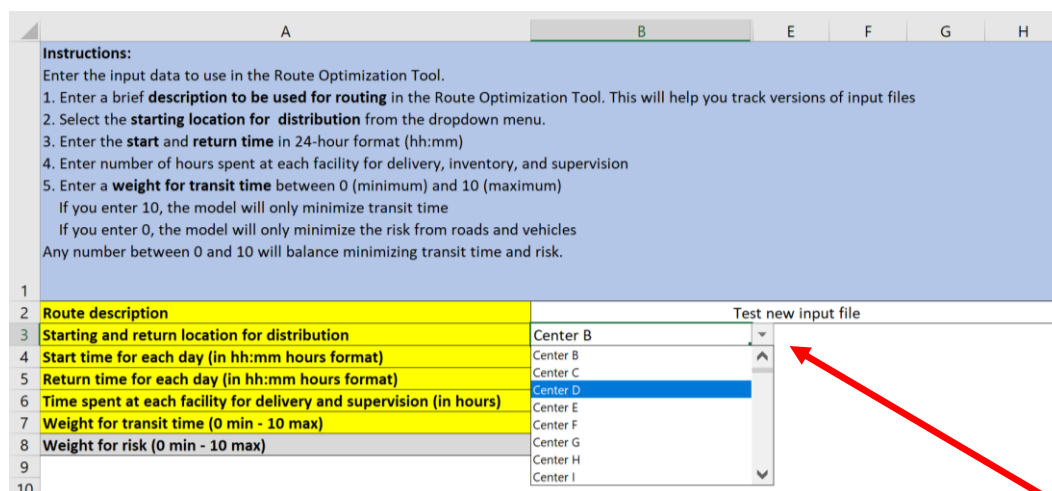 A B E F G H
Instructions:
Enter the input data to use in the Route Optimization Tool.
1. Enter a brief description to be used for routing in the Route Optimization Tool. This will help you track versions of input files
2. Select the starting location for distribution from the dropdown menu.
3. Enter the start and return time in 24-hour format (hh:mm)
4. Enter number of hours spent at each facility for delivery, inventory, and supervision
5. Enter a weight for transit time between 0 (minimum) and 10 (maximum)
If you enter 10, the model will only minimize transit time
If you enter 0, the model will only minimize the risk from roads and vehicles
Any number between 0 and 10 will balance minimizing transit time and risk.
1
2 Route description Test new input file
3 Starting and return location for distribution Center B
4 Start time for each day (in hh:mm hours format)
5 Return time for each day (in hh:mm hours format)
6 Time spent at each facility for delivery and supervision (in hours)
7 Weight for transit time (0 min - 10 max)
8 Weight for risk (0 min - 10 max)
9
10
Center B
Center C
Center D
Center E
Center F
Center G
Center H
Center I